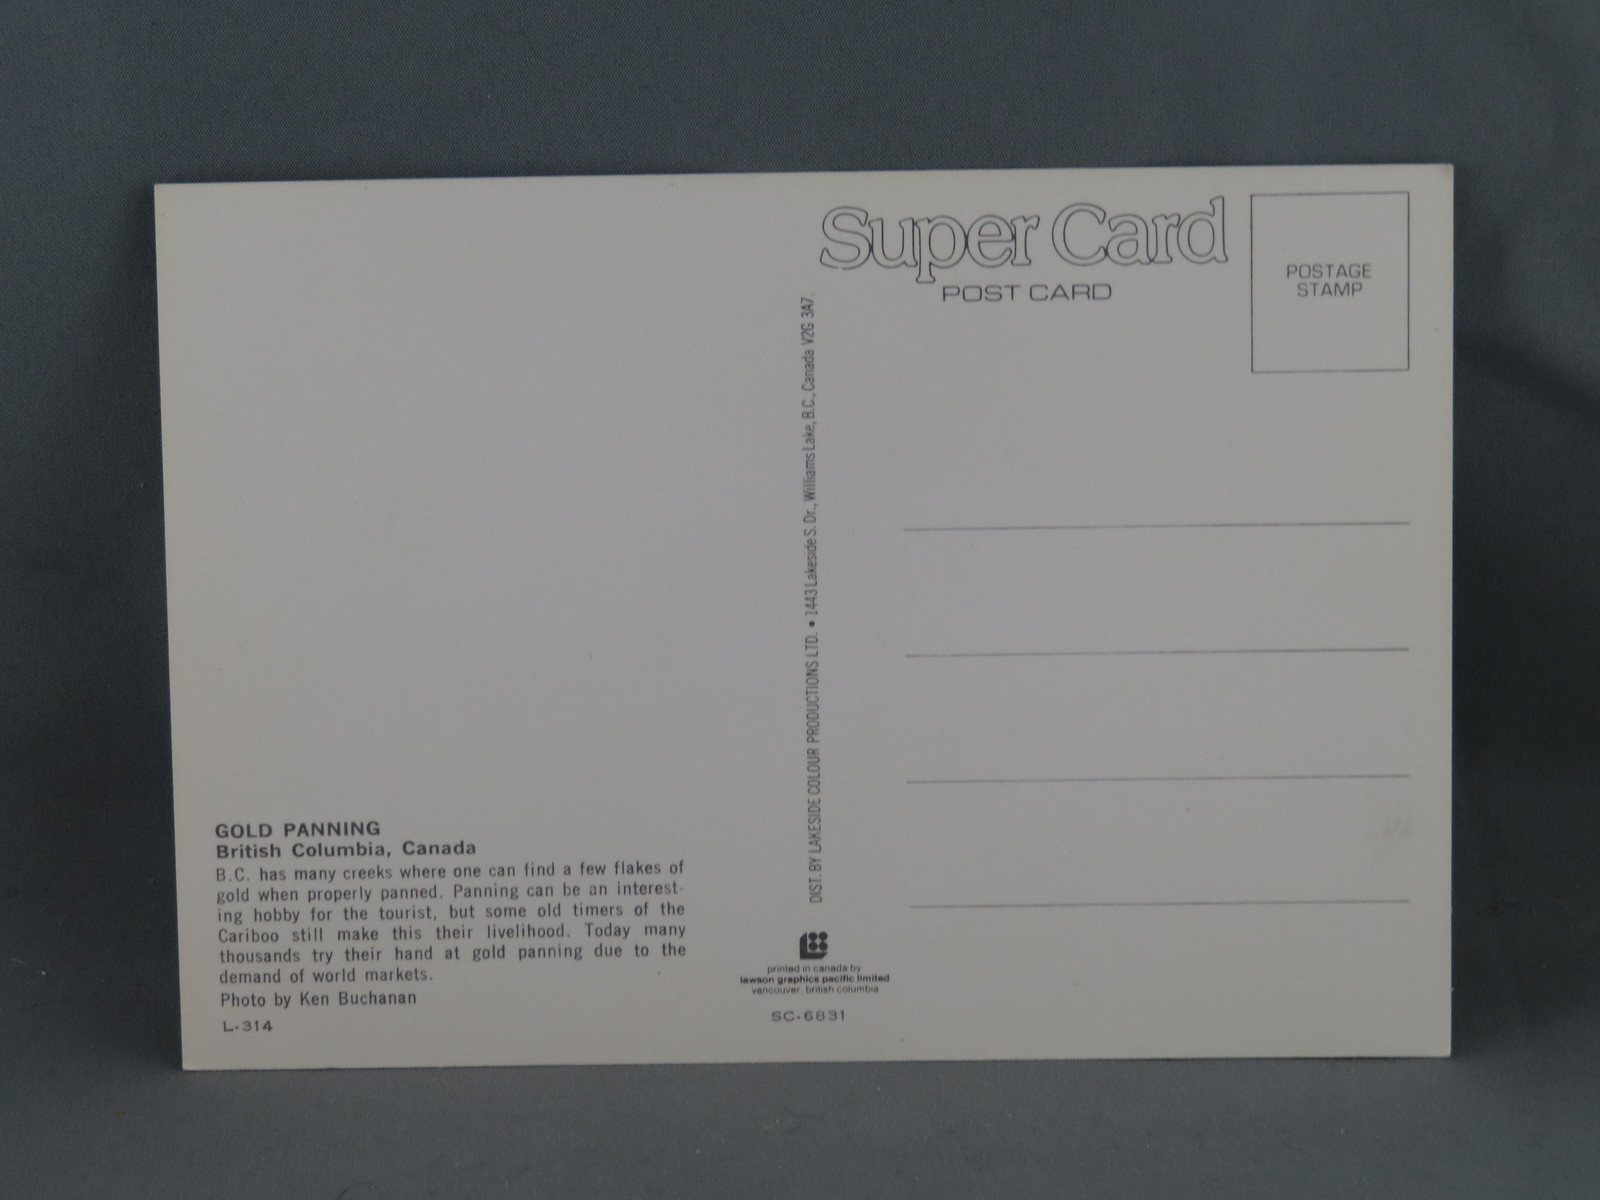 Super Card
POST CARD
POSTAGE
STAMP
DIST. BY LAKESIDE COLOUR PRODUCTIONS LTD. • 1443 Lakeside S. Dr., Williams Lake, B.C., Canada V2G 3A7.
GOLD PANNING
British Columbia, Canada
B.C. has many creeks where one can find a few flakes of
gold when properly panned. Panning can be an interest-
ing hobby for the tourist, but some old timers of the
Cariboo still make this their livelihood. Today many
thousands try their hand at gold panning due to the
demand of world markets.
Photo by Ken Buchanan
L-314
printed in canada by
lawson graphics pacific limited
vancouver, british columbia
SC-6831